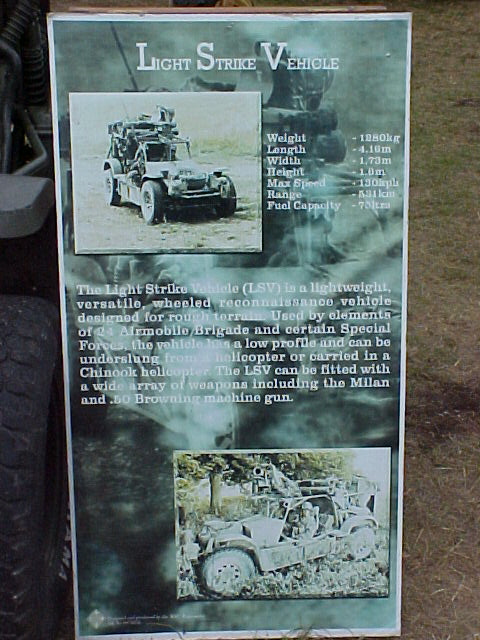 LIGHT STRIKE VEHICLE
Weight - 1280kg
Length - 4.16m
Width - 1.73m
Height - 1.8m
Max Speed - 130kph
Range - 531km
Fuel Capacity
The Light Strike Vehicle (LSV) is a lightweight,
versatile, wheeled reconnaissance vehicle
designed for rough terrain. Used by elements
of 24 Airmobile Brigade and certain Special
Forces, the vehicle has a low profile and can be
underslung from a helicopter or carried in a
Chinook helicopter. The LSV can be fitted with
a wide array of weapons including the Milan
and .50 Browning machine gun.